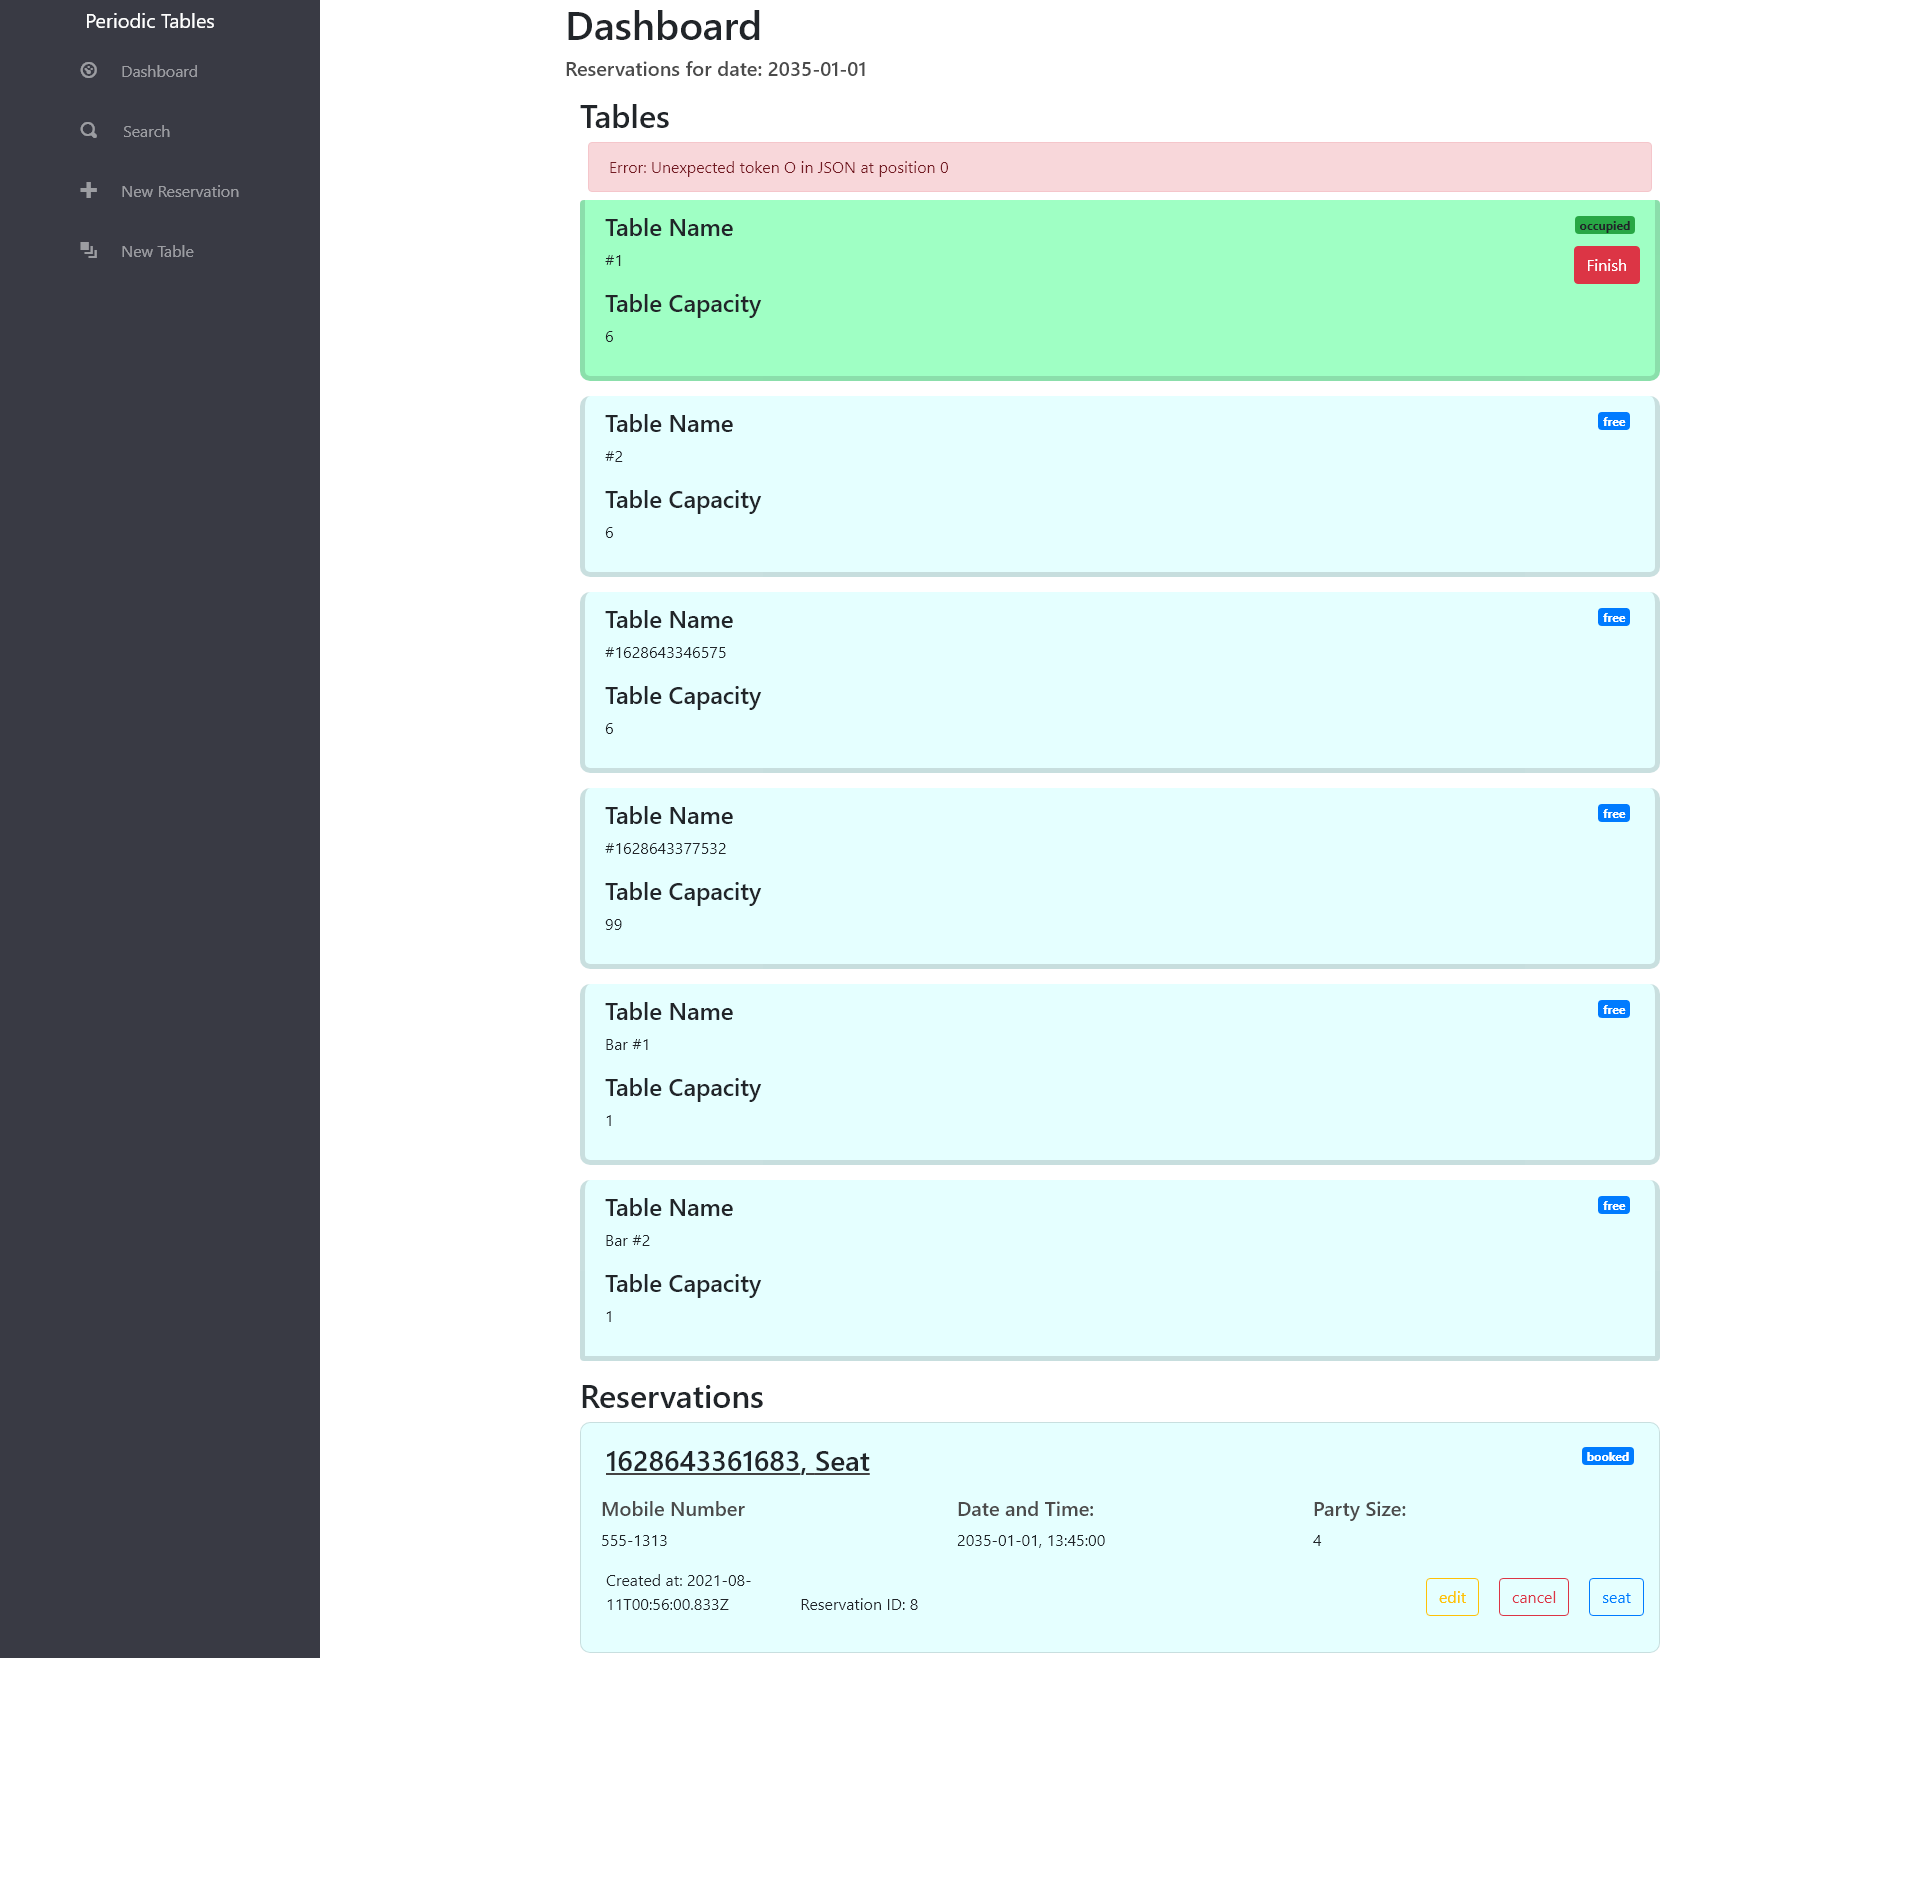 Periodic Tables
Dashboard
Search
New Reservation
New Table
Dashboard
Reservations for date: 2035-01-01
Tables
Error: Unexpected token O in JSON at position 0
Table Name
occupied
#1
Finish
Table Capacity
6
Table Name
free
#2
Table Capacity
6
Table Name
free
#1628643346575
Table Capacity
6
Table Name
free
#1628643377532
Table Capacity
99
Table Name
free
Bar #1
Table Capacity
1
Table Name
free
Bar #2
Table Capacity
1
Reservations
1628643361683, Seat
booked
Mobile Number
555-1313
Date and Time:
2035-01-01, 13:45:00
Party Size:
4
Created at: 2021-08-
11T00:56:00.833Z
Reservation ID: 8
edit
cancel
seat